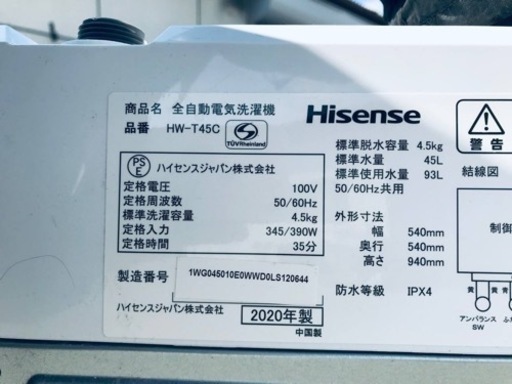 商品名 全自動電気洗濯機
品番 HW-T45C
TÜVRheinland
Hisense
PS
E
ハイセンスジャパン株式会社
定格電圧 100V
定格周波数 50/60Hz
標準洗濯容量 4.5kg
定格入力 345/390W
定格時間 35分
製造番号 1WG045010E0WWD0LS120644
ハイセンスジャパン株式会社 2020年製
中国製
標準脱水容量 4.5kg
標準水量 45L
標準使用水量 93L
50/60Hz共用
外形寸法
幅 540mm
奥行 540mm
高さ 940mm
防水等級 IPX4
警告
結線図
制御
黄 黄 青
アンバランス
SW